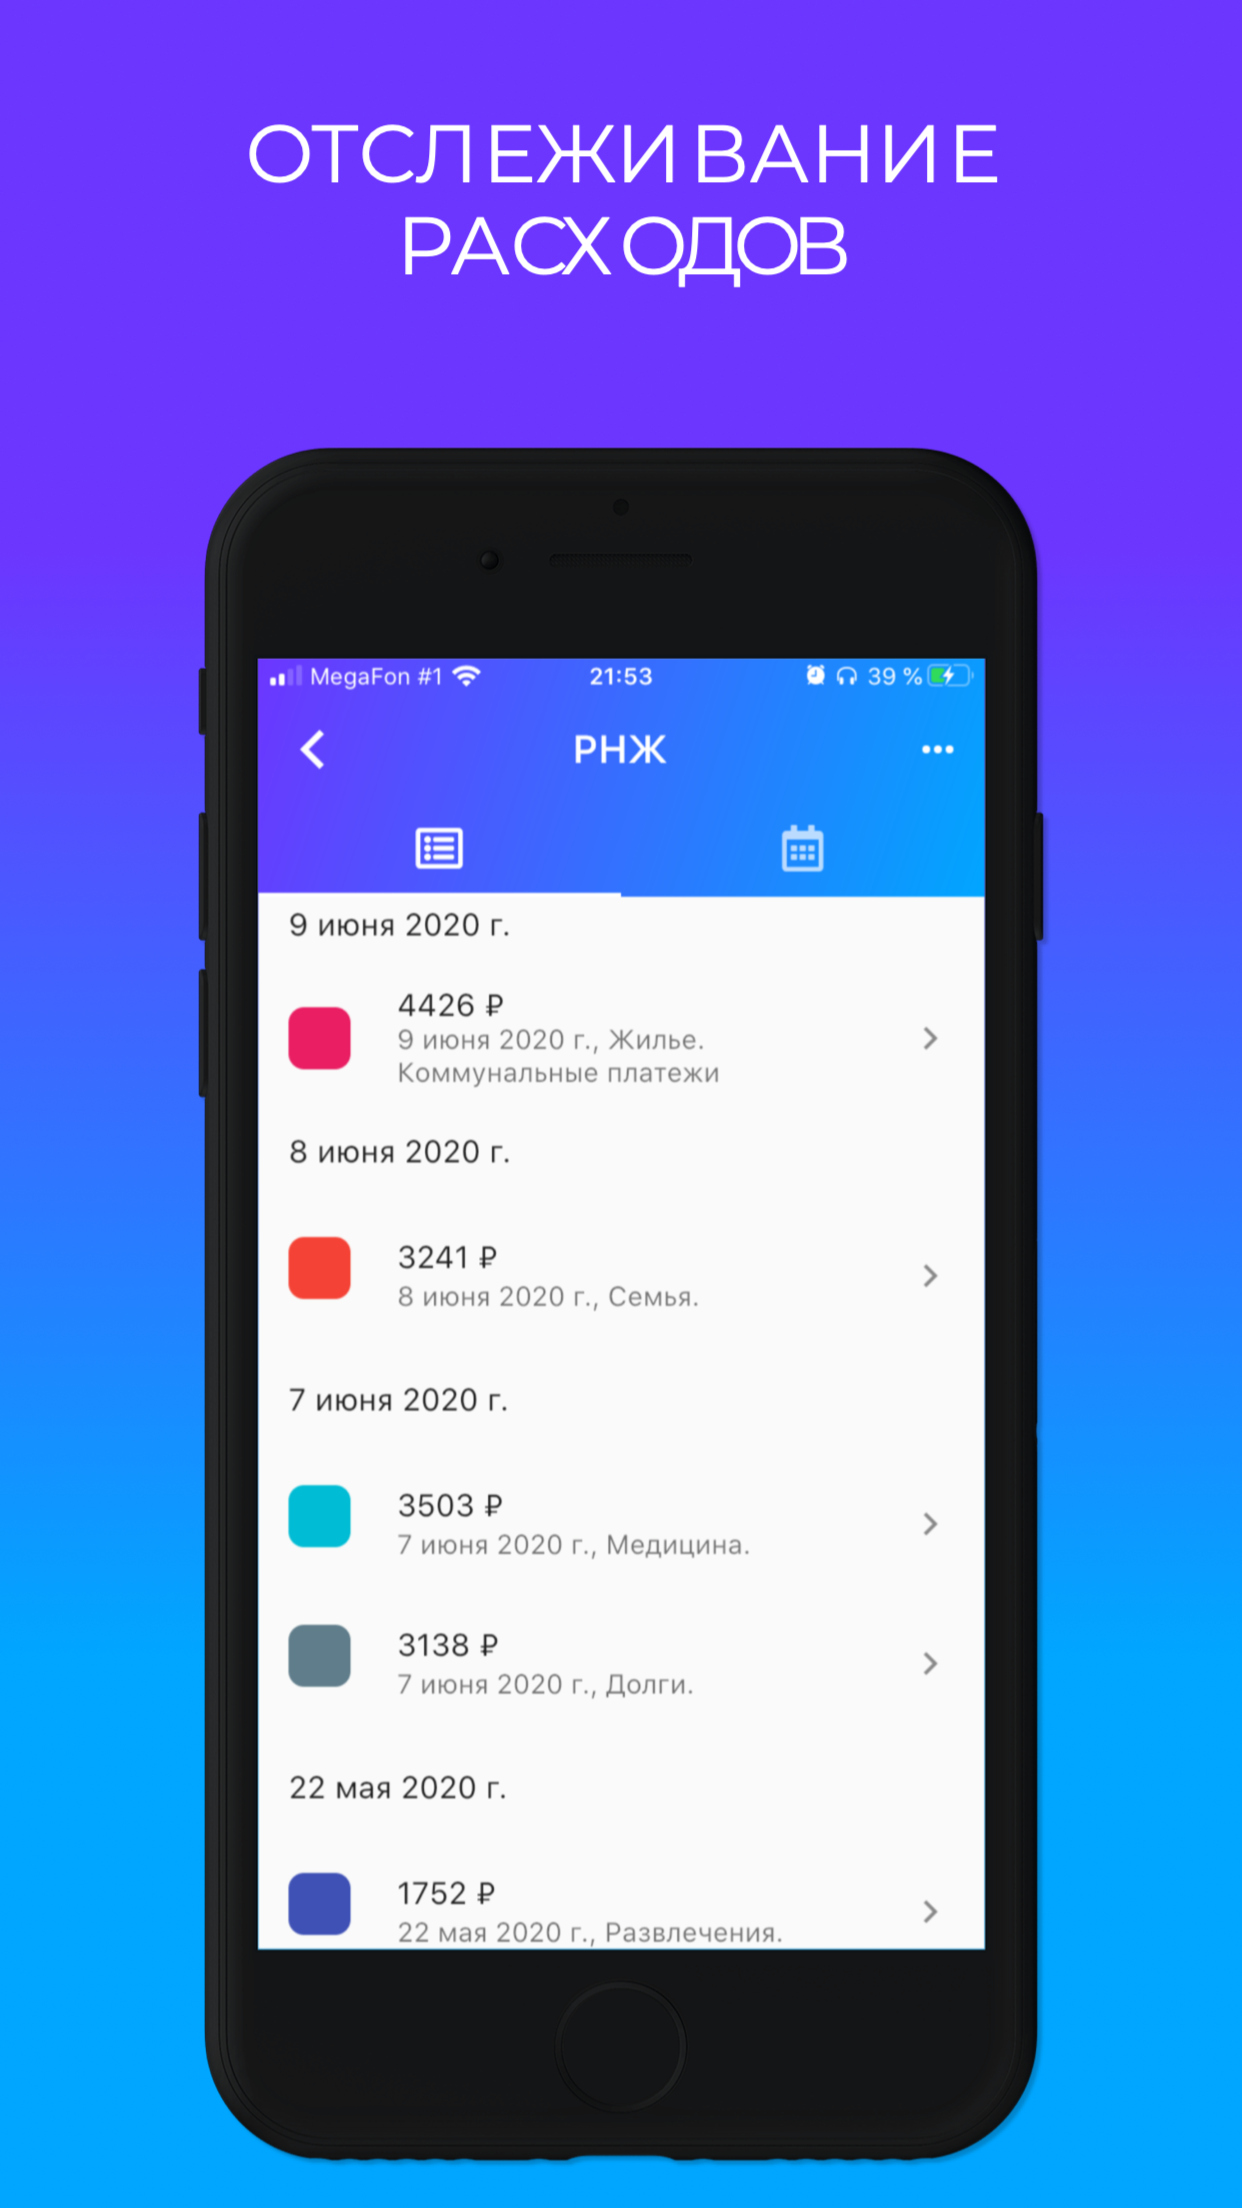 ОТСЛЕЖИВАНИЕ
РАСХОДОВ
MegaFon #1 21:53 39 %
РНЖ
9 июня 2020 г.
4426 ₽
9 июня 2020 г., Жилье.
Коммунальные платежи
8 июня 2020 г.
3241 ₽
8 июня 2020 г., Семья.
7 июня 2020 г.
3503 ₽
7 июня 2020 г., Медицина.
3138 ₽
7 июня 2020 г., Долги.
22 мая 2020 г.
1752 ₽
22 мая 2020 г., Развлечения.